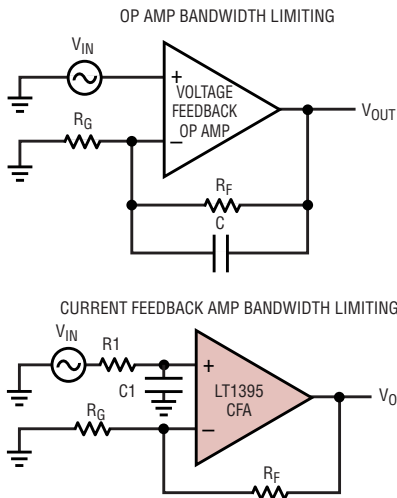 OP AMP BANDWIDTH LIMITING
VIN
+
VOLTAGE
FEEDBACK
OP AMP
VOUT
RG
−
RF
C
CURRENT FEEDBACK AMP BANDWIDTH LIMITING
VIN
R1
+
C1
LT1395
CFA
VO
RG
−
RF